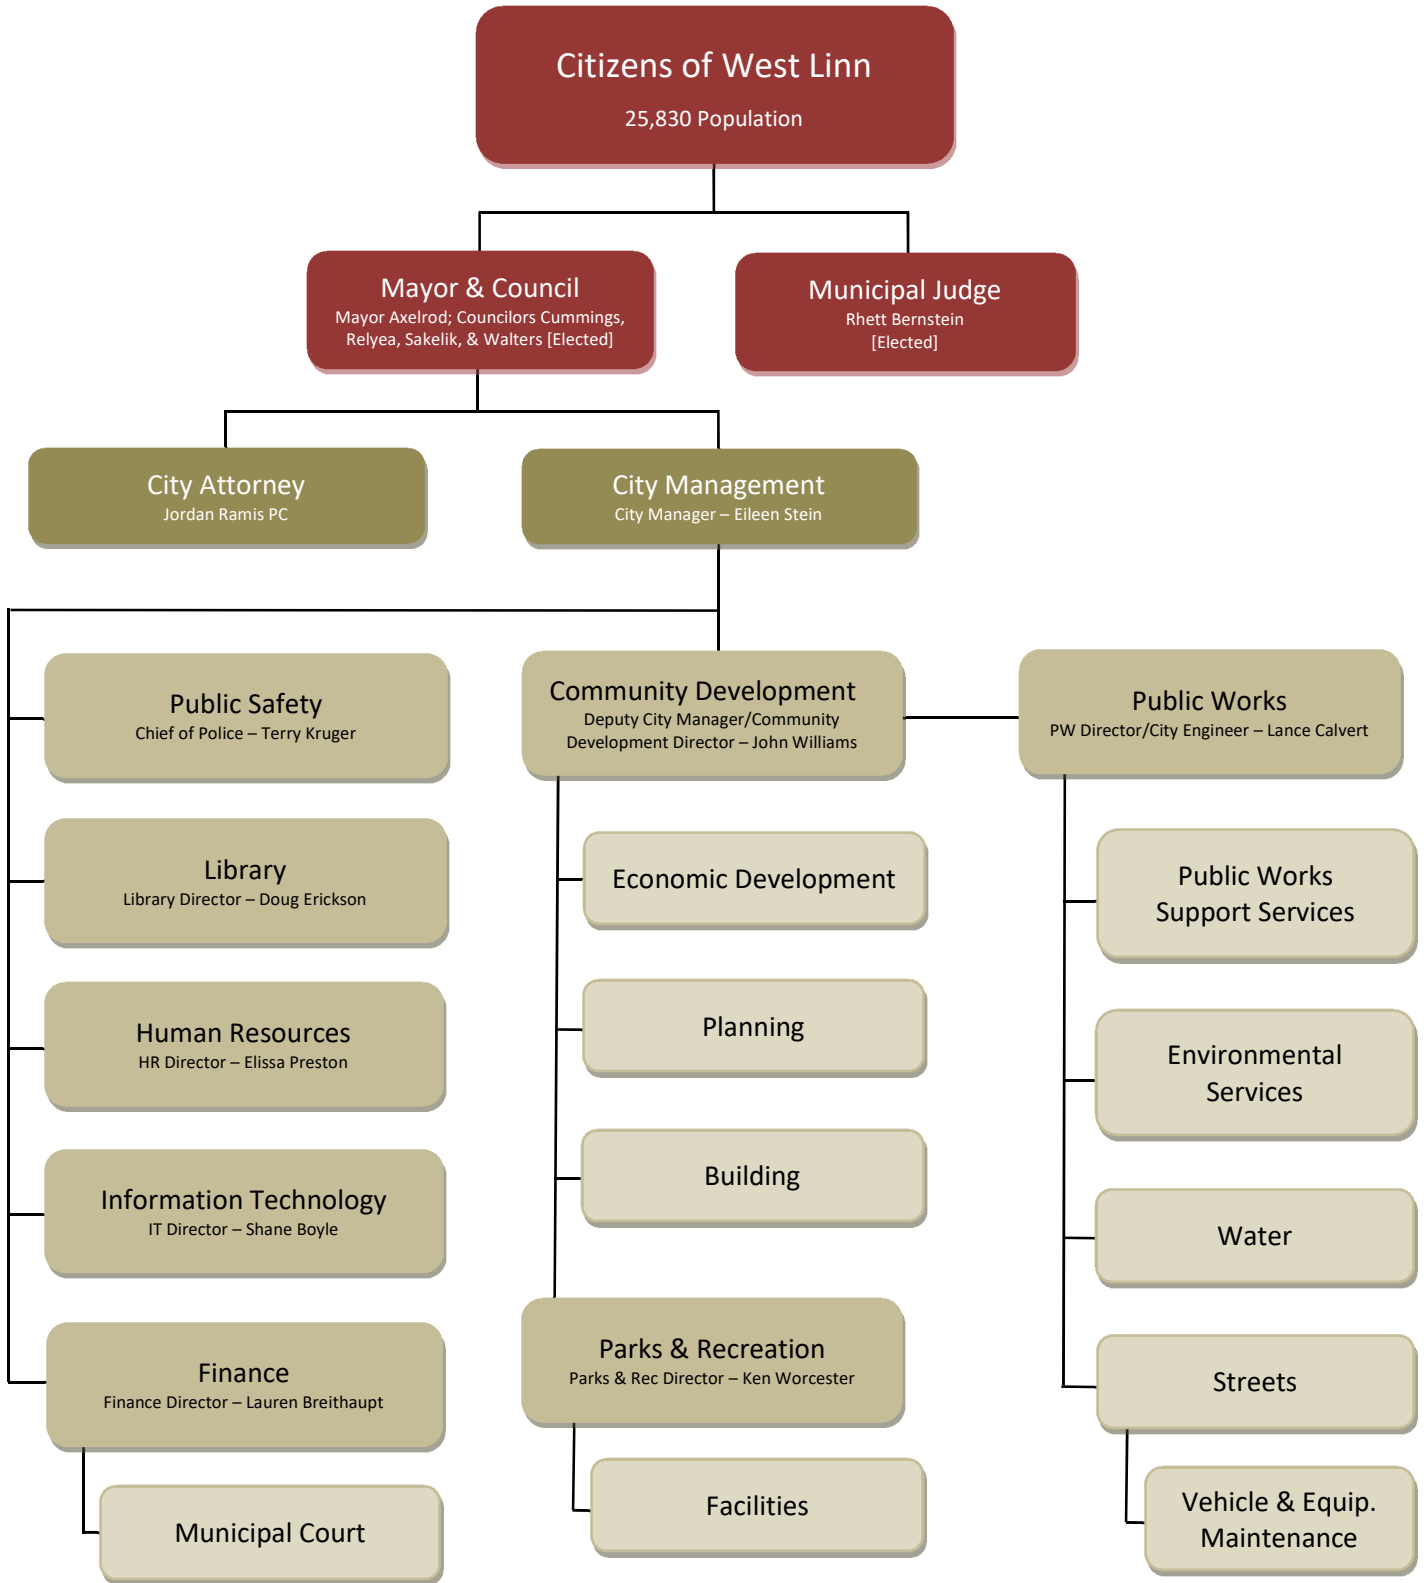 Citizens of West Linn
25,830 Population
Mayor & Council
Mayor Axelrod; Councilors Cummings,
Relyea, Sakelik, & Walters [Elected]
Municipal Judge
Rhett Bernstein
[Elected]
City Attorney
Jordan Ramis PC
City Management
City Manager – Eileen Stein
Public Safety
Chief of Police – Terry Kruger
Library
Library Director – Doug Erickson
Human Resources
HR Director – Elissa Preston
Information Technology
IT Director – Shane Boyle
Finance
Finance Director – Lauren Breithaupt
Municipal Court
Community Development
Deputy City Manager/Community
Development Director – John Williams
Economic Development
Planning
Building
Parks & Recreation
Parks & Rec Director – Ken Worcester
Facilities
Public Works
PW Director/City Engineer – Lance Calvert
Public Works
Support Services
Environmental
Services
Water
Streets
Vehicle & Equip.
Maintenance